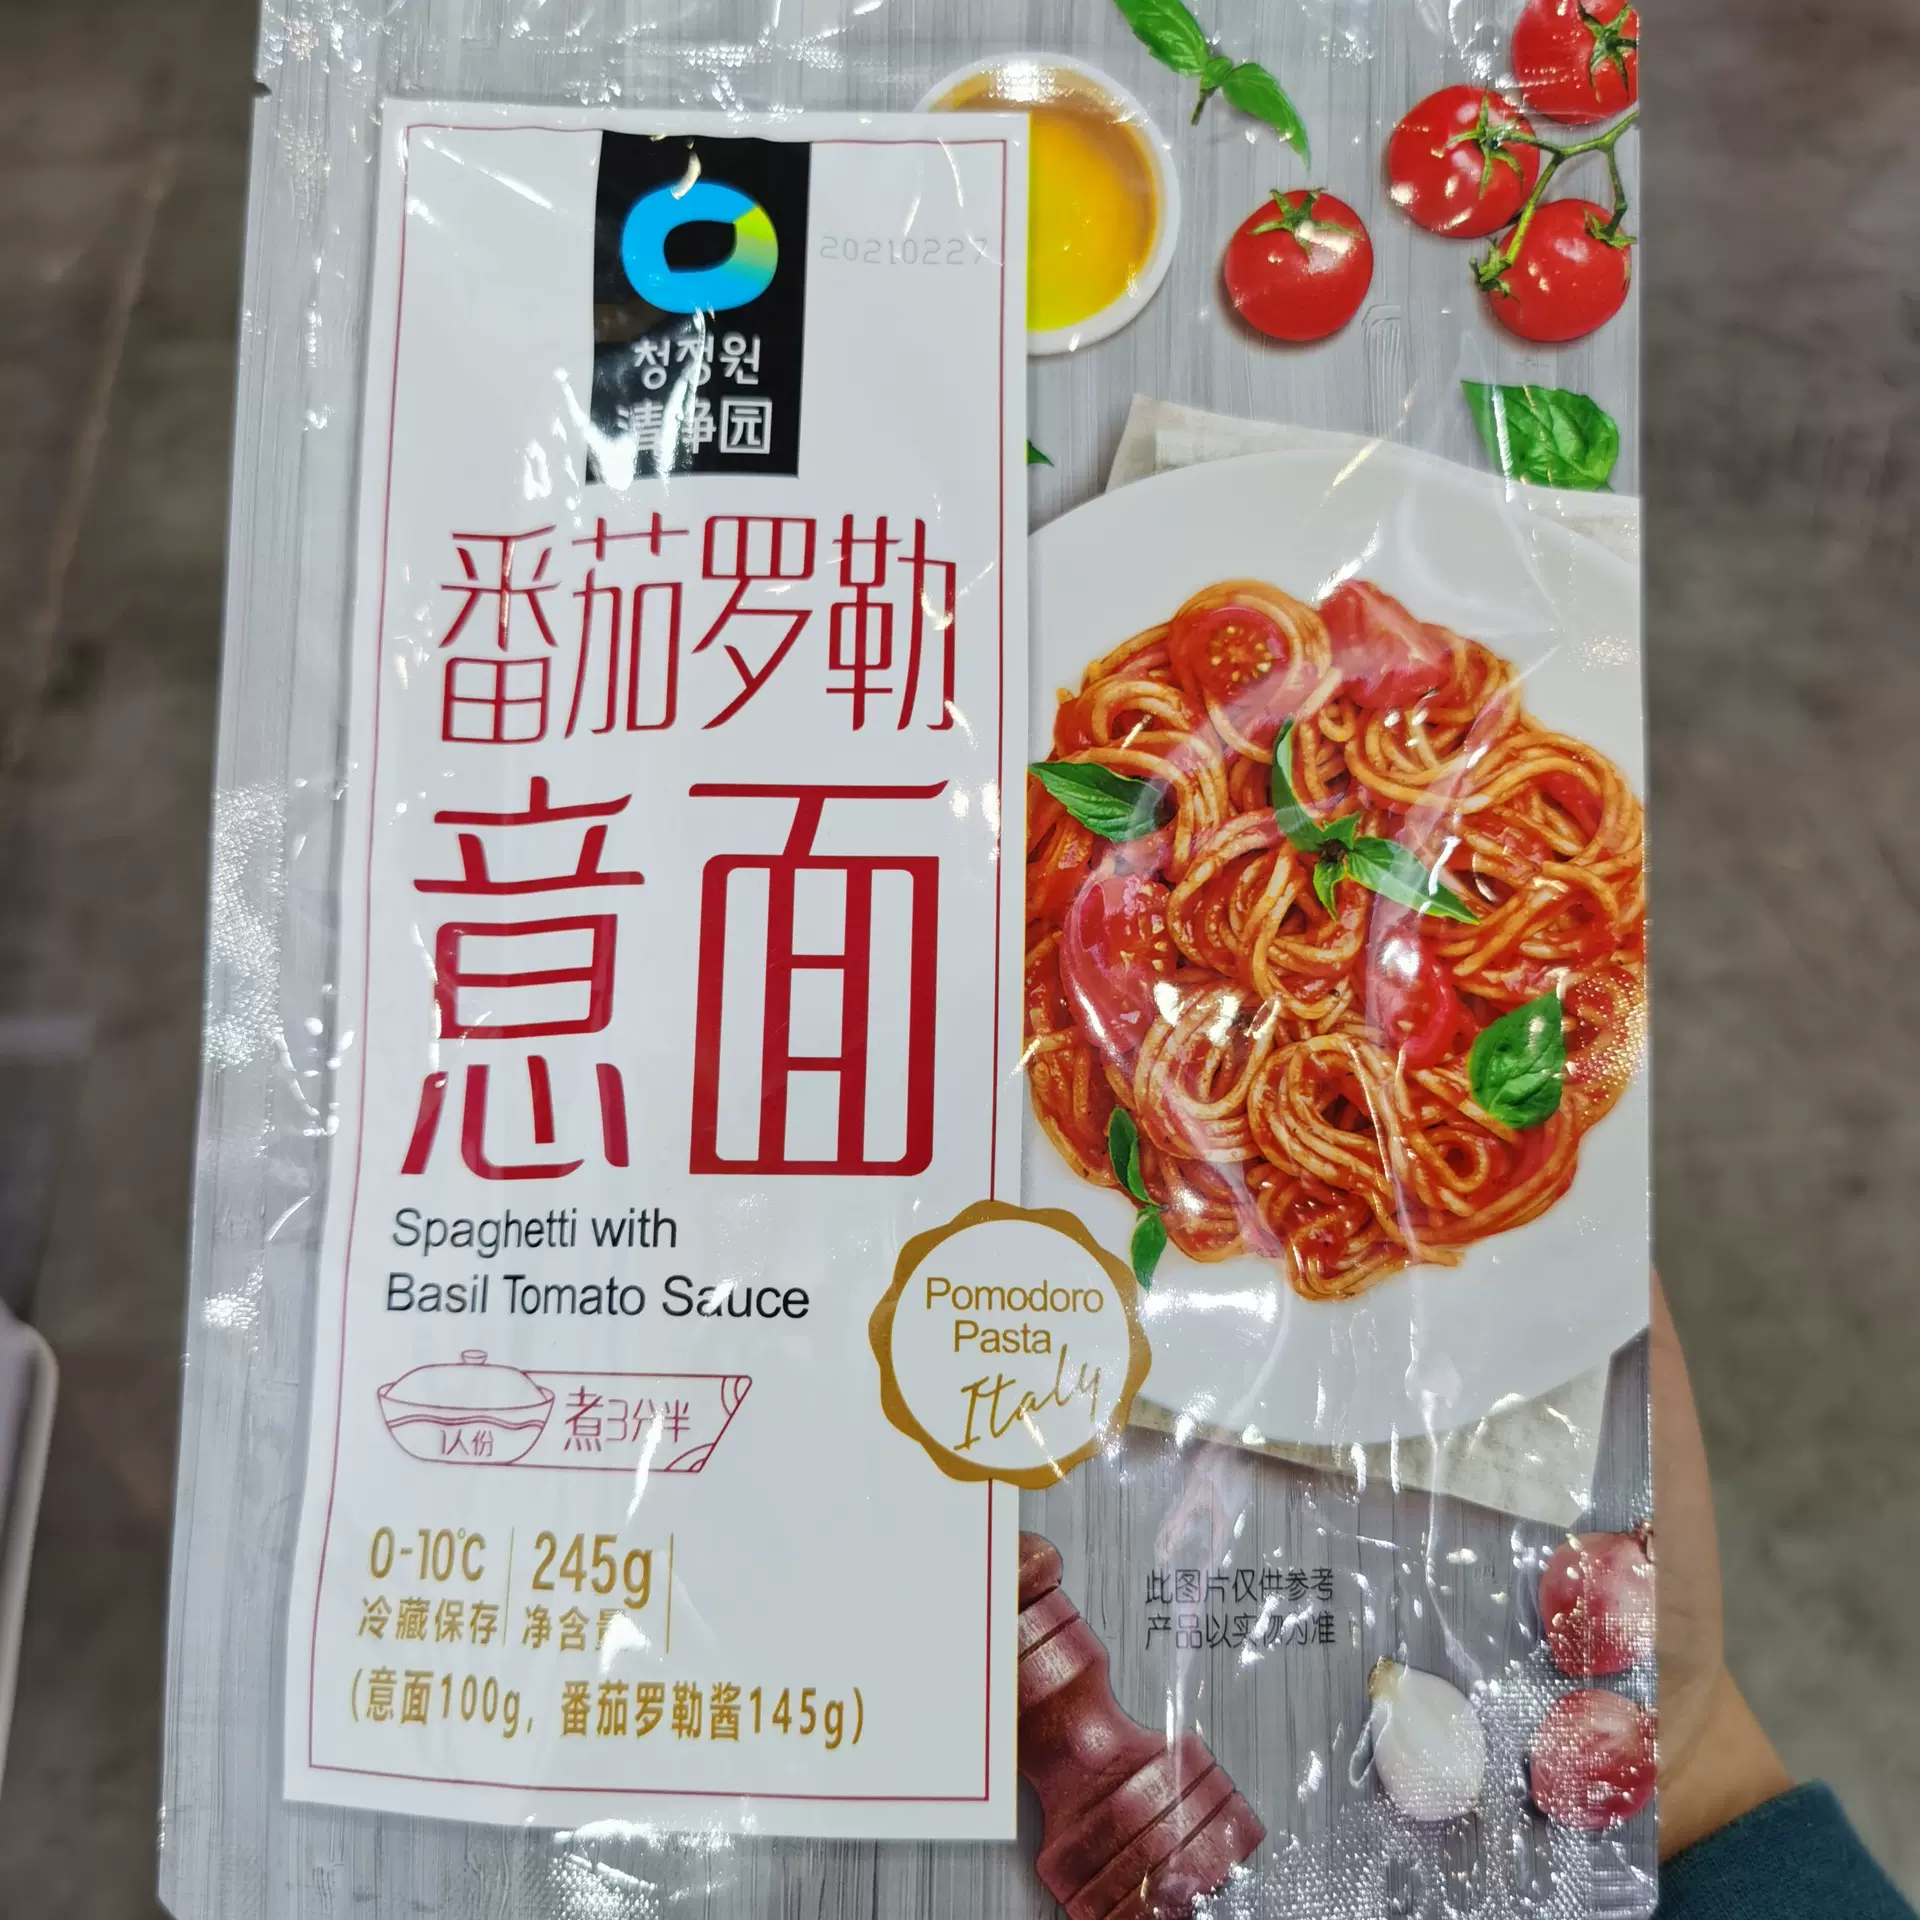 20210227
청정원
清净园
番茄罗勒
意面
Spaghetti with
Basil Tomato Sauce
1人份
煮3分半
Pomodoro
Pasta
Italy
0-10℃
冷藏保存
245g
净含量
(意面100g, 番茄罗勒酱145g)
此图片仅供参考
产品以实物为准